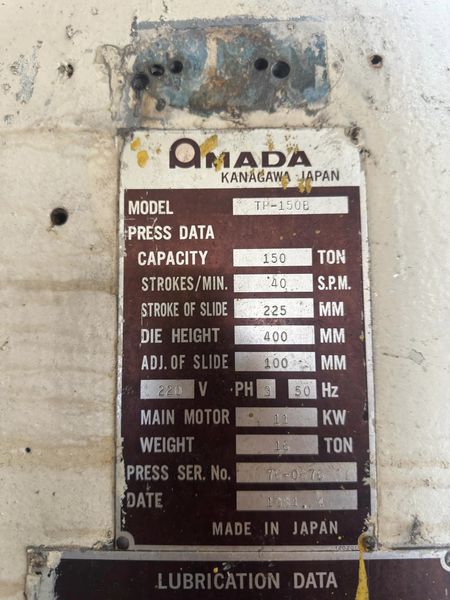 AMADA
KANAGAWA JAPAN
MODEL TP-150B
PRESS DATA
CAPACITY 150 TON
STROKES/MIN. 40 S.P.M.
STROKE OF SLIDE 225 MM
DIE HEIGHT 400 MM
ADJ. OF SLIDE 100 MM
220 V PH 3 50 Hz
MAIN MOTOR 11 KW
WEIGHT TON
PRESS SER. No.
DATE
MADE IN JAPAN
LUBRICATION DATA